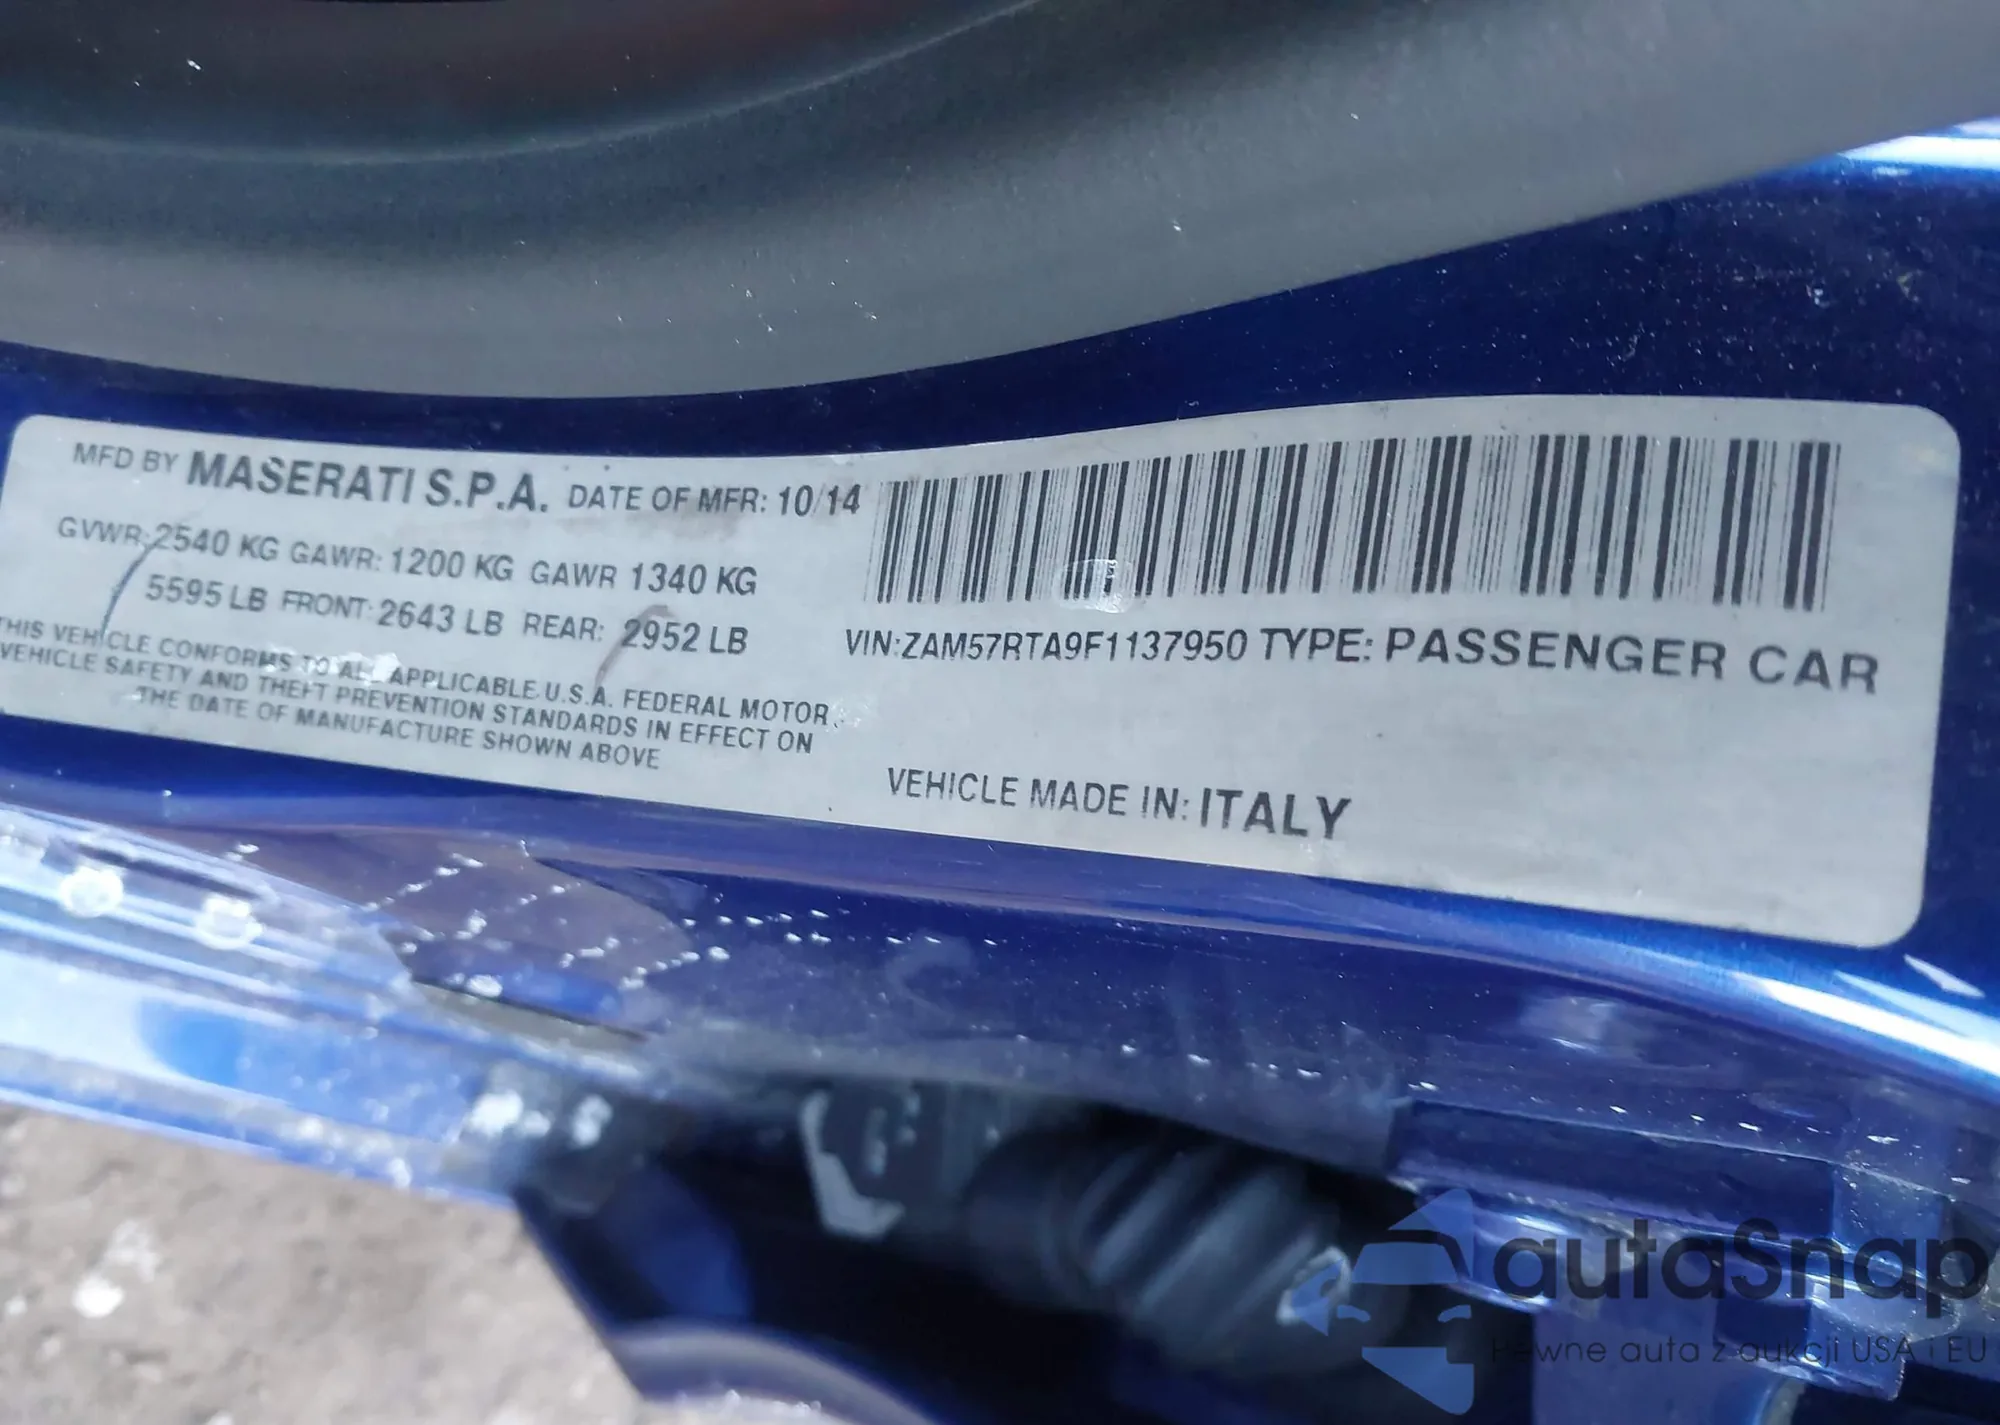 MFD BY MASERATI S.P.A. DATE OF MFR: 10/14
GVWR: 2540 KG GAWR: 1200 KG GAWR 1340 KG
5595 LB FRONT: 2643 LB REAR: 2952 LB
THIS VEHICLE CONFORMS TO ALL APPLICABLE U.S.A. FEDERAL MOTOR
VEHICLE SAFETY AND THEFT PREVENTION STANDARDS IN EFFECT ON
THE DATE OF MANUFACTURE SHOWN ABOVE
VIN:ZAM57RTA9F1137950 TYPE: PASSENGER CAR
VEHICLE MADE IN: ITALY
autaSnap
Pewne auta z aukcji USA i EU